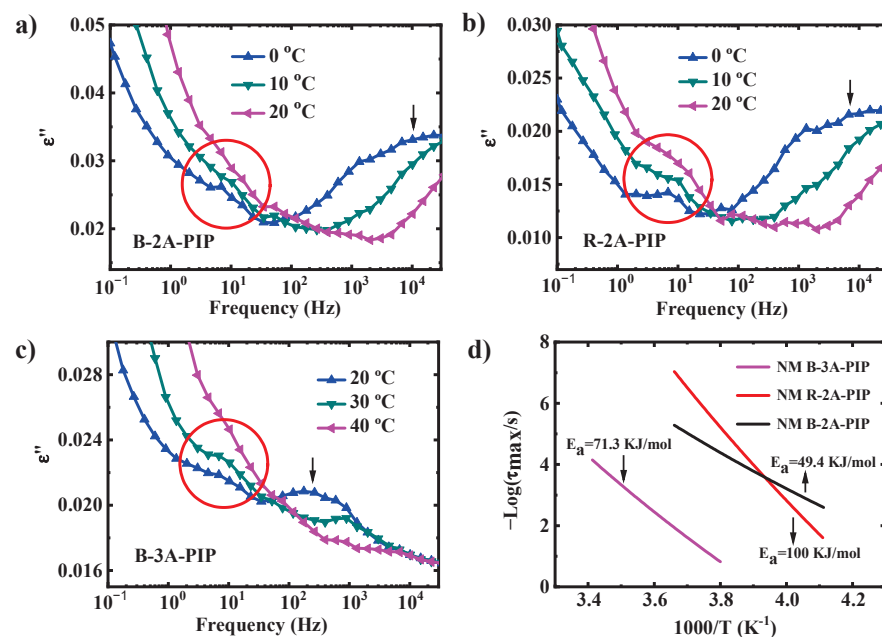 a)
0.05
0.04
0.03
0.02
ε"
0 °C
10 °C
20 °C
B-2A-PIP
10⁻¹ 10⁰ 10¹ 10² 10³ 10⁴
Frequency (Hz)
b)
0.030
0.025
0.020
0.015
0.010
ε"
0 °C
10 °C
20 °C
R-2A-PIP
10⁻¹ 10⁰ 10¹ 10² 10³ 10⁴
Frequency (Hz)
c)
0.028
0.024
0.020
0.016
ε"
20 °C
30 °C
40 °C
B-3A-PIP
10⁻¹ 10⁰ 10¹ 10² 10³ 10⁴
Frequency (Hz)
d)
8
6
4
2
0
−Log(τmax/s)
NM B-3A-PIP
NM R-2A-PIP
NM B-2A-PIP
Ea=71.3 KJ/mol
Ea=49.4 KJ/mol
Ea=100 KJ/mol
3.4 3.6 3.8 4.0 4.2
1000/T (K⁻¹)